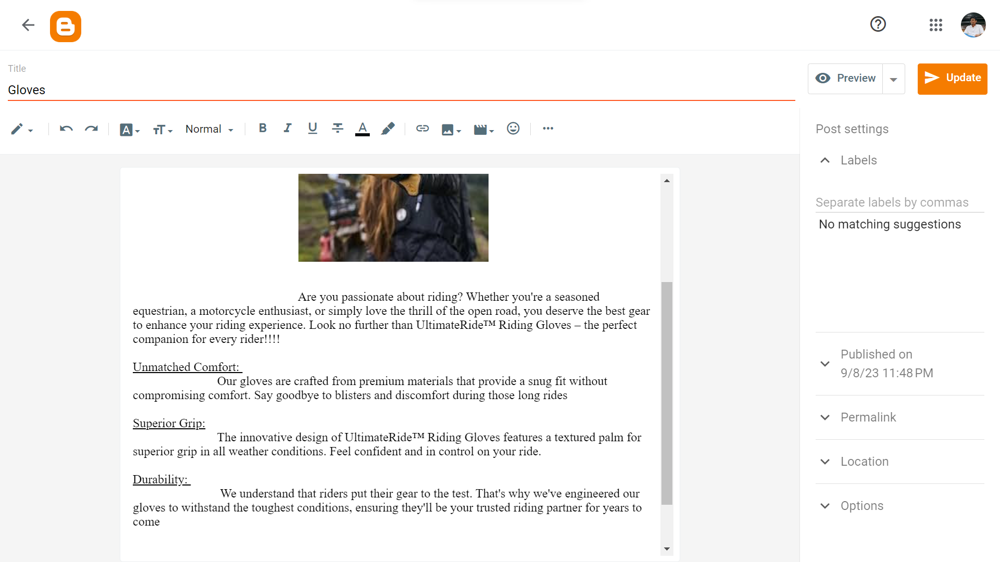 Title
Gloves
Preview
Update
Normal
B I U A
Post settings
Labels
Separate labels by commas
No matching suggestions
Are you passionate about riding? Whether you're a seasoned
equestrian, a motorcycle enthusiast, or simply love the thrill of the open road, you deserve the best gear
to enhance your riding experience. Look no further than UltimateRide™ Riding Gloves – the perfect
companion for every rider!!!!
Unmatched Comfort:
Our gloves are crafted from premium materials that provide a snug fit without
compromising comfort. Say goodbye to blisters and discomfort during those long rides
Superior Grip:
The innovative design of UltimateRide™ Riding Gloves features a textured palm for
superior grip in all weather conditions. Feel confident and in control on your ride.
Durability:
We understand that riders put their gear to the test. That's why we've engineered our
gloves to withstand the toughest conditions, ensuring they'll be your trusted riding partner for years to
come
Published on
9/8/23 11:48 PM
Permalink
Location
Options